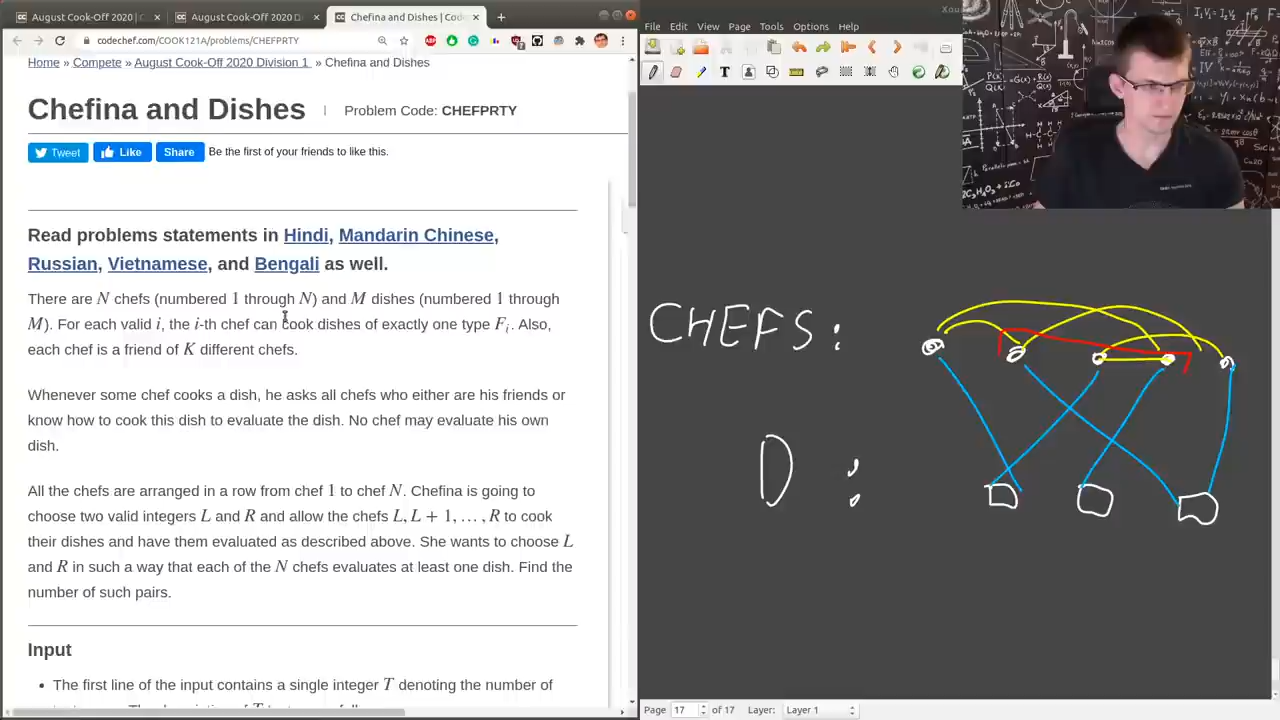 August Cook-Off 2020 |
August Cook-Off 2020 D
Chefina and Dishes | Cod
codechef.com/COOK121A/problems/CHEFPRTY
Home » Compete » August Cook-Off 2020 Division 1 » Chefina and Dishes
Chefina and Dishes | Problem Code: CHEFPRTY
Tweet Like Share Be the first of your friends to like this.
Read problems statements in Hindi, Mandarin Chinese,
Russian, Vietnamese, and Bengali as well.
There are N chefs (numbered 1 through N) and M dishes (numbered 1 through
M). For each valid i, the i-th chef can cook dishes of exactly one type Fi. Also,
each chef is a friend of K different chefs.
Whenever some chef cooks a dish, he asks all chefs who either are his friends or
know how to cook this dish to evaluate the dish. No chef may evaluate his own
dish.
All the chefs are arranged in a row from chef 1 to chef N. Chefina is going to
choose two valid integers L and R and allow the chefs L, L + 1, …, R to cook
their dishes and have them evaluated as described above. She wants to choose L
and R in such a way that each of the N chefs evaluates at least one dish. Find the
number of such pairs.
Input
• The first line of the input contains a single integer T denoting the number of
File Edit View Page Tools Options Help
CHEFS:
D :
Page 17 of 17 Layer: Layer 1